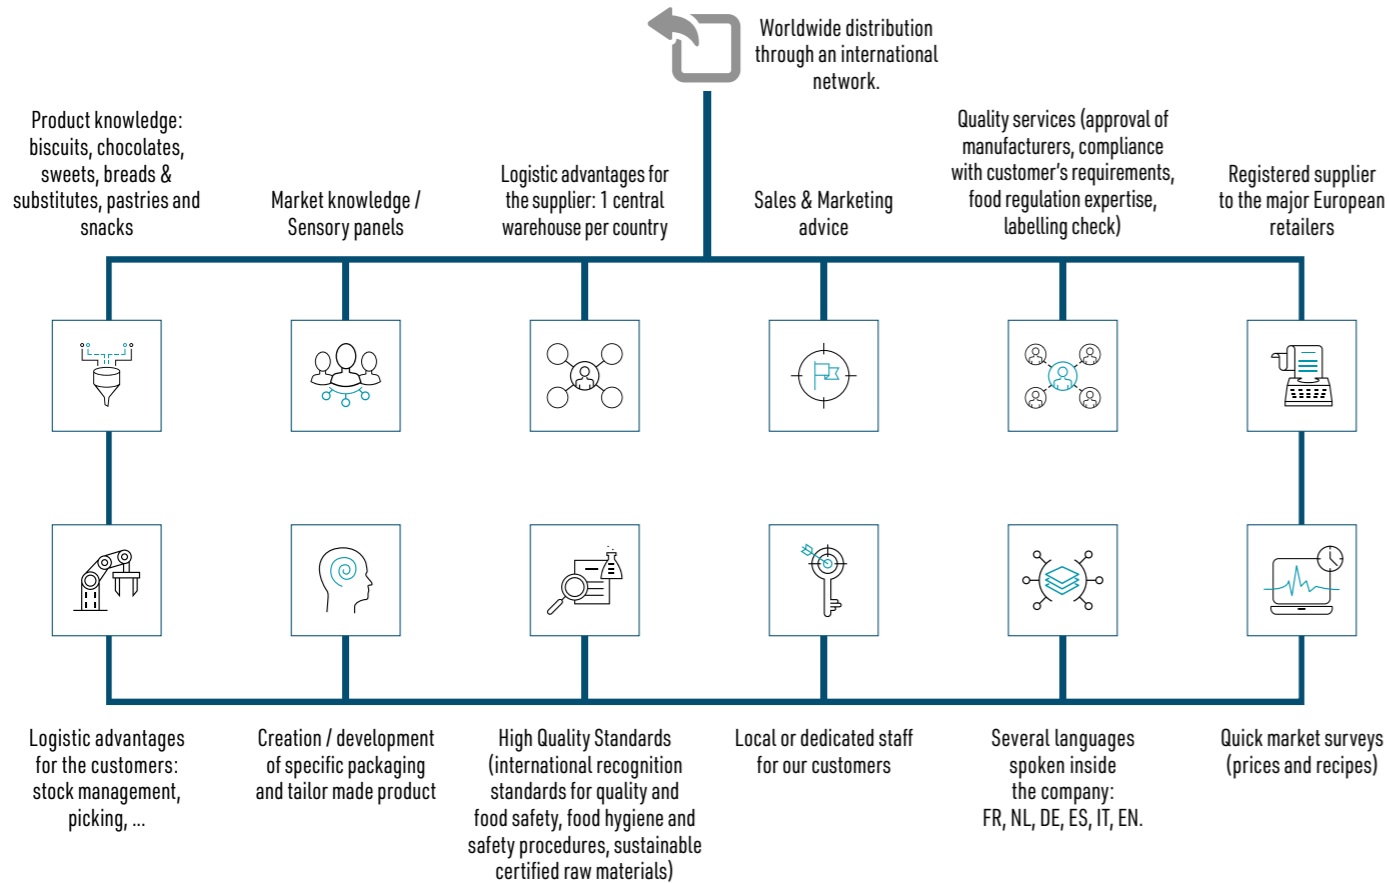 Worldwide distribution
through an international
network.
Product knowledge:
biscuits, chocolates,
sweets, breads &
substitutes, pastries and
snacks
Market knowledge /
Sensory panels
Logistic advantages for
the supplier: 1 central
warehouse per country
Sales & Marketing
advice
Quality services (approval of
manufacturers, compliance
with customer's requirements,
food regulation expertise,
labelling check)
Registered supplier
to the major European
retailers
Logistic advantages
for the customers:
stock management,
picking, ...
Creation / development
of specific packaging
and tailor made product
High Quality Standards
(international recognition
standards for quality and
food safety, food hygiene and
safety procedures, sustainable
certified raw materials)
Local or dedicated staff
for our customers
Several languages
spoken inside
the company:
FR, NL, DE, ES, IT, EN.
Quick market surveys
(prices and recipes)